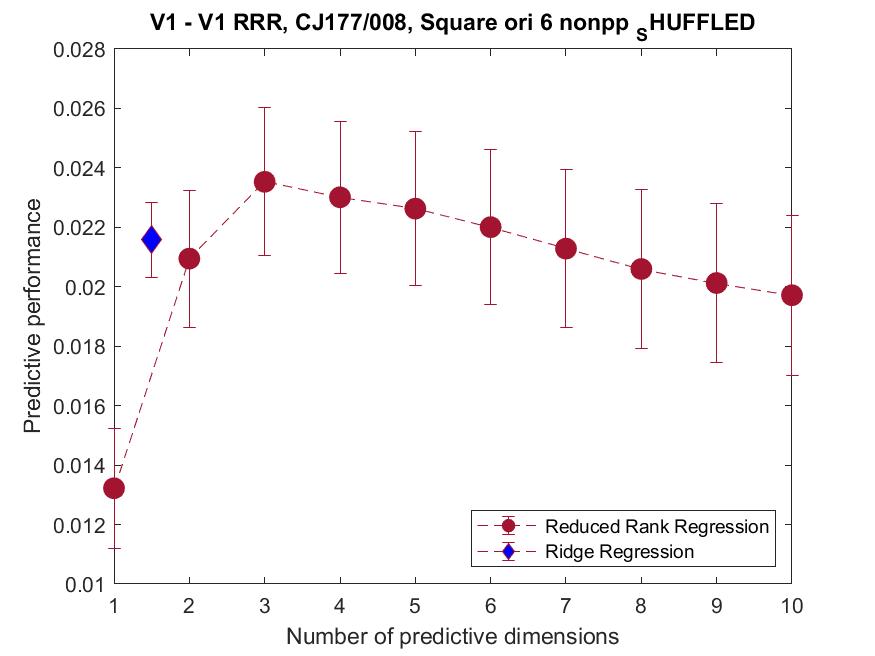 V1 - V1 RRR, CJ177/008, Square ori 6 nonpp SHUFFLED
0.028
0.026
0.024
0.022
0.02
0.018
0.016
0.014
0.012
0.01
Predictive performance
Reduced Rank Regression
Ridge Regression
1 2 3 4 5 6 7 8 9 10
Number of predictive dimensions